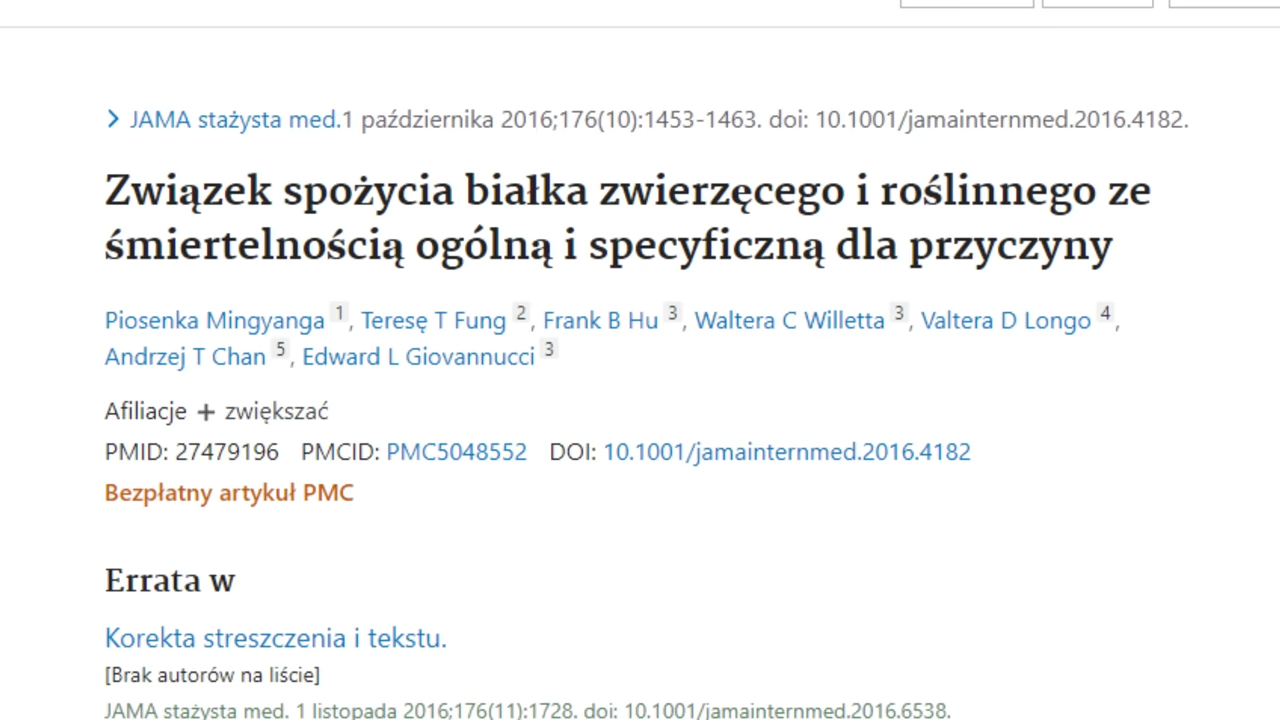 JAMA stażysta med.1 października 2016;176(10):1453-1463. doi: 10.1001/jamainternmed.2016.4182.
Związek spożycia białka zwierzęcego i roślinnego ze
śmiertelnością ogólną i specyficzną dla przyczyny
Piosenka Mingyanga 1, Teresę T Fung 2, Frank B Hu 3, Waltera C Willetta 3, Valtera D Longo 4,
Andrzej T Chan 5, Edward L Giovannucci 3
Afiliacje + zwiększać
PMID: 27479196 PMCID: PMC5048552 DOI: 10.1001/jamainternmed.2016.4182
Bezpłatny artykuł PMC
Errata w
Korekta streszczenia i tekstu.
[Brak autorów na liście]
JAMA stażysta med. 1 listopada 2016;176(11):1728. doi: 10.1001/jamainternmed.2016.6538.